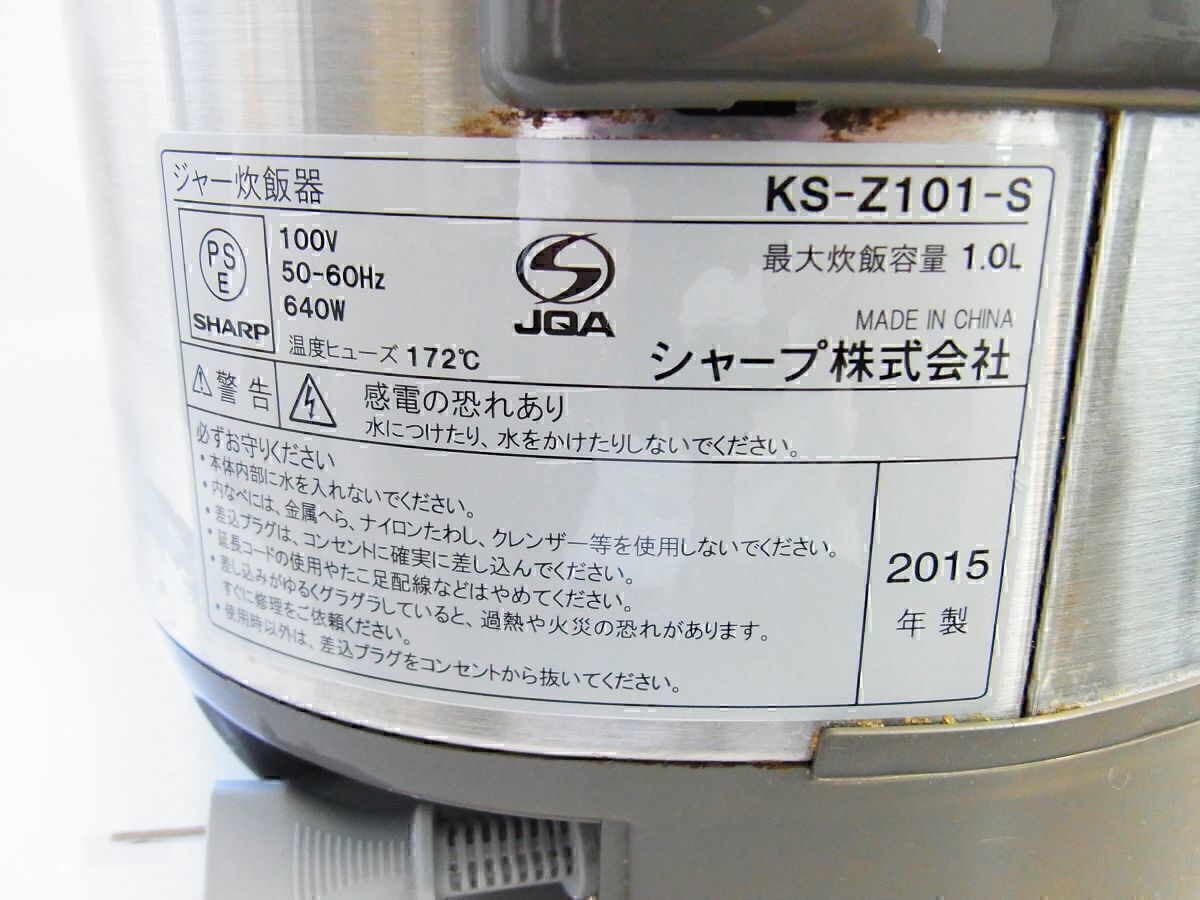 ジャー炊飯器
KS-Z101-S
PS
E
SHARP
100V
50-60Hz
640W
温度ヒューズ 172℃
JQA
最大炊飯容量 1.0L
MADE IN CHINA
シャープ株式会社
警告
感電の恐れあり
水につけたり、水をかけたりしないでください。
必ずお守りください
・本体内部に水を入れないでください。
・内なべには、金属へら、ナイロンたわし、クレンザー等を使用しないでください。
・差込プラグは、コンセントに確実に差し込んでください。
・延長コードの使用やたこ足配線などはやめてください。
・差し込みがゆるくグラグラしていると、過熱や火災の恐れがあります。
すぐに修理をご依頼ください。
・使用時以外は、差込プラグをコンセントから抜いてください。
2015
年製